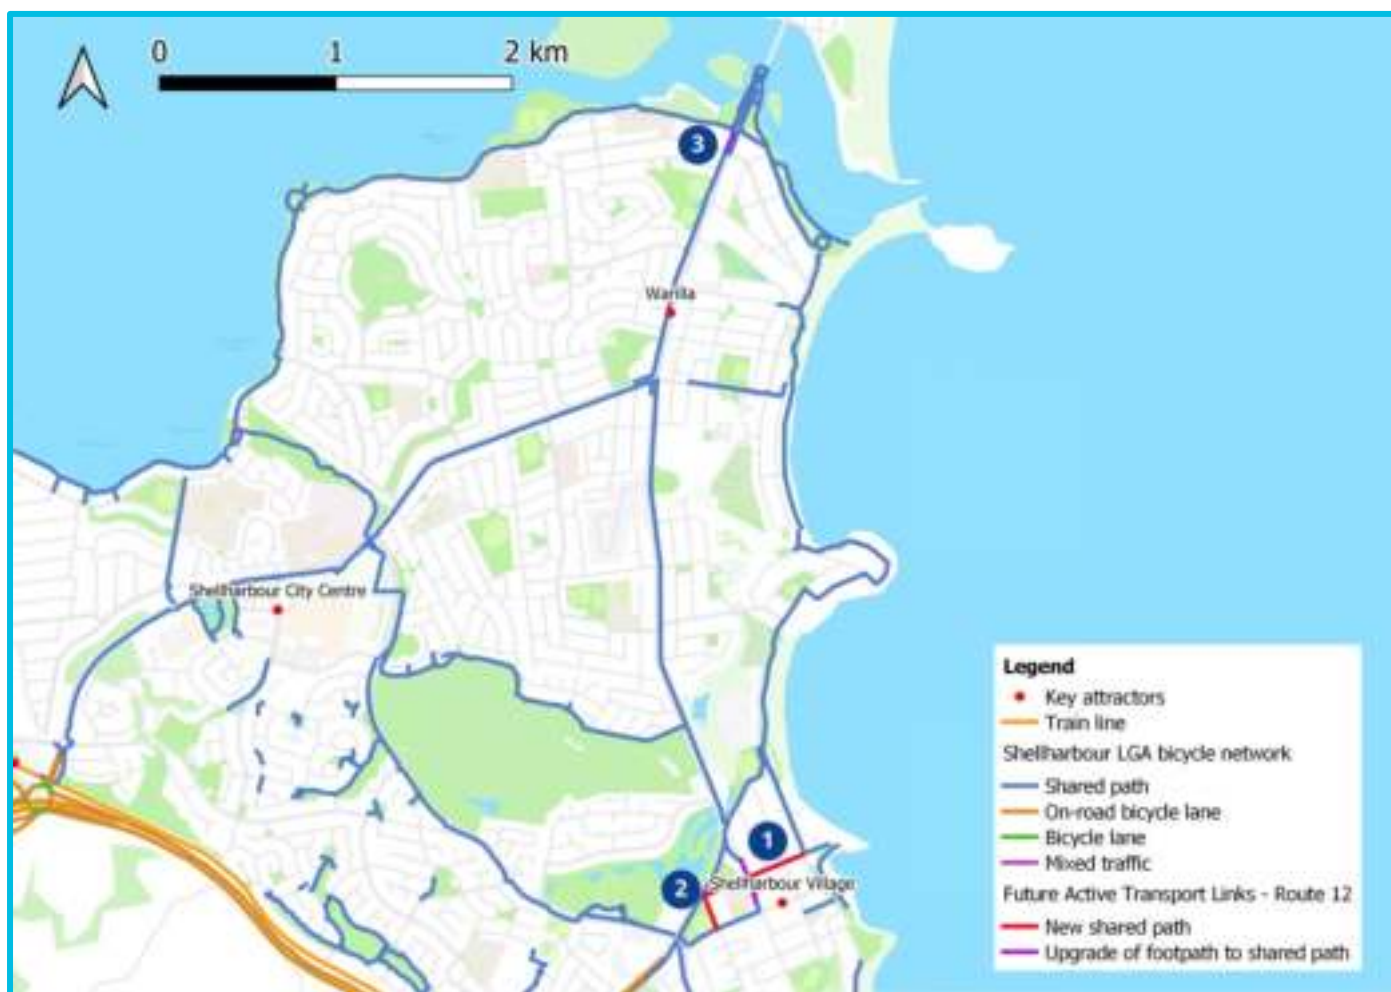 0 1 2 km
3
Warilla
Shellharbour City Centre
1
2
Shellharbour Village
Legend
Key attractors
Train line
Shellharbour LGA bicycle network
Shared path
On-road bicycle lane
Bicycle lane
Mixed traffic
Future Active Transport Links - Route 12
New shared path
Upgrade of footpath to shared path